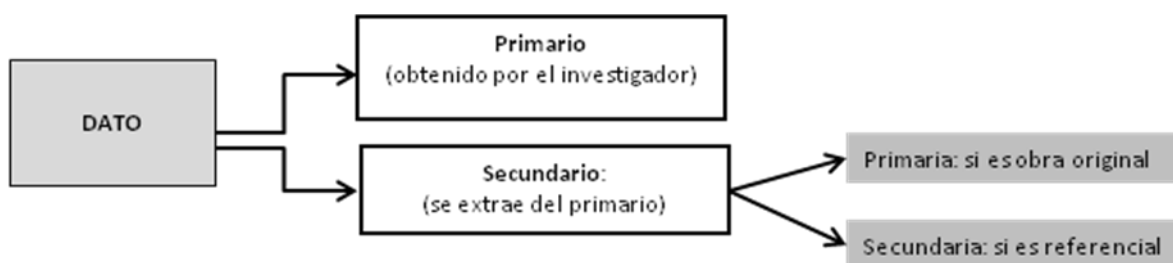 DATO
Primario
(obtenido por el investigador)
Secundario:
(se extrae del primario)
Primaria: si es obra original
Secundaria: si es referencial